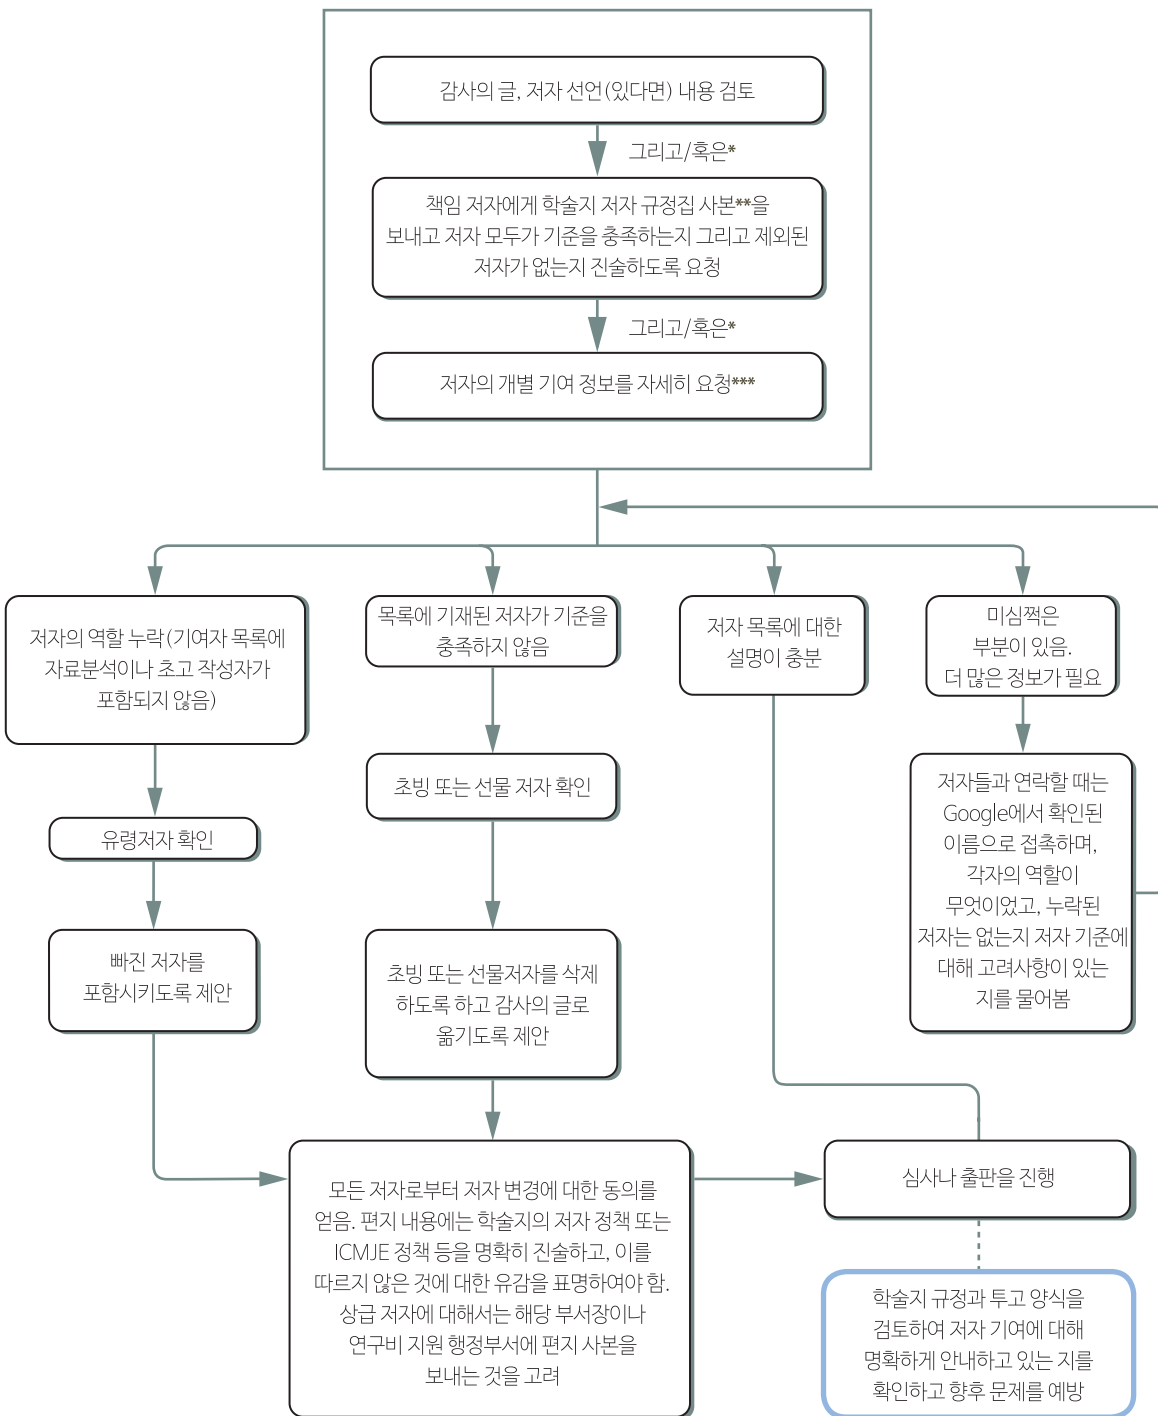 감사의 글, 저자 선언(있다면) 내용 검토
그리고/혹은*
책임 저자에게 학술지 저자 규정집 사본**을
보내고 저자 모두가 기준을 충족하는지 그리고 제외된
저자가 없는지 진술하도록 요청
그리고/혹은*
저자의 개별 기여 정보를 자세히 요청***
저자의 역할 누락(기여자 목록에
자료분석이나 초고 작성자가
포함되지 않음)
유령저자 확인
빠진 저자를
포함시키도록 제안
목록에 기재된 저자가 기준을
충족하지 않음
초빙 또는 선물 저자 확인
초빙 또는 선물저자를 삭제
하도록 하고 감사의 글로
옮기도록 제안
저자 목록에 대한
설명이 충분
미심쩍은
부분이 있음.
더 많은 정보가 필요
저자들과 연락할 때는
Google에서 확인된
이름으로 접촉하며,
각자의 역할이
무엇이었고, 누락된
저자는 없는지 저자 기준에
대해 고려사항이 있는
지를 물어봄
모든 저자로부터 저자 변경에 대한 동의를
얻음. 편지 내용에는 학술지의 저자 정책 또는
ICMJE 정책 등을 명확히 진술하고, 이를
따르지 않은 것에 대한 유감을 표명하여야 함.
상급 저자에 대해서는 해당 부서장이나
연구비 지원 행정부서에 편지 사본을
보내는 것을 고려
심사나 출판을 진행
학술지 규정과 투고 양식을
검토하여 저자 기여에 대해
명확하게 안내하고 있는 지를
확인하고 향후 문제를 예방